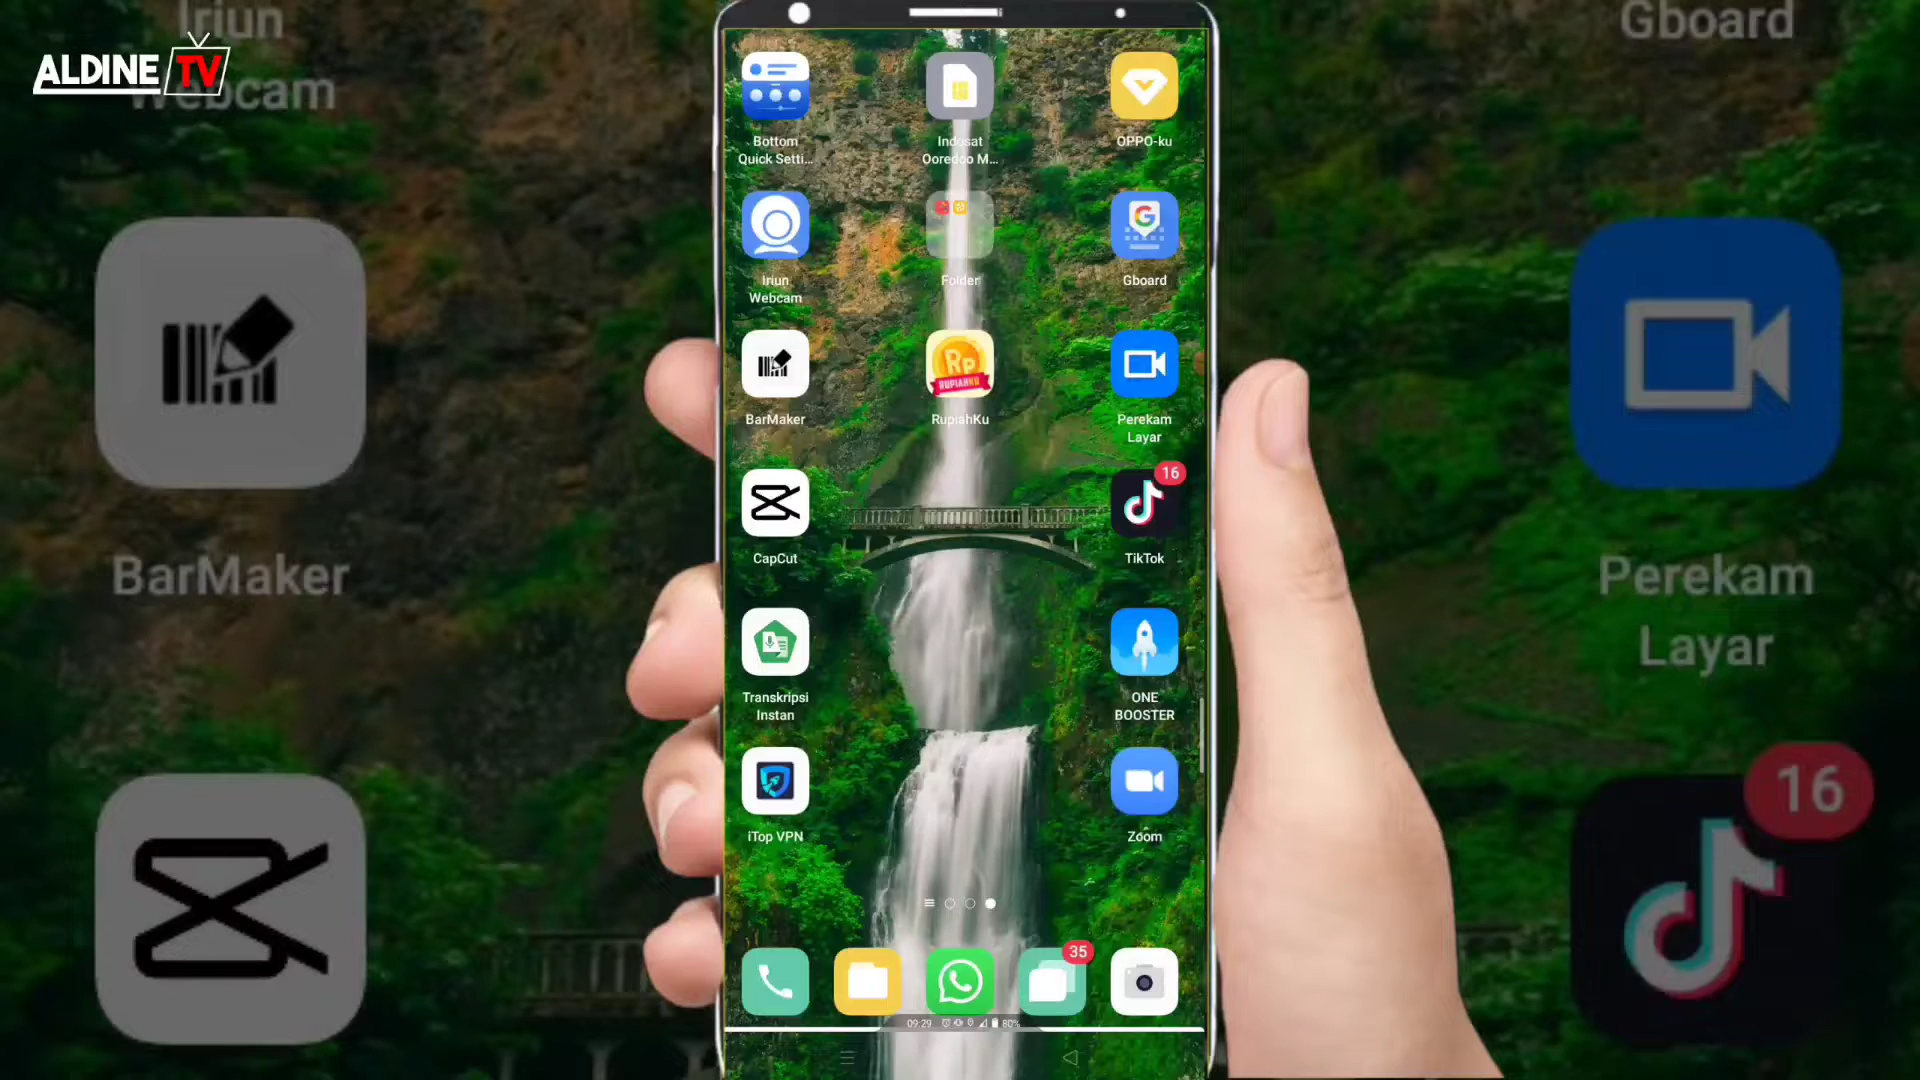 Iriun
Webcam
Gboard
ALDINE TV
Bottom
Quick Setti...
Indosat
Ooredoo M...
OPPO-ku
Iriun
Webcam
Folder
G
Gboard
BarMaker
Rp
RUPIAHKU
RupiahKu
Perekam
Layar
BarMaker
Perekam
Layar
CapCut
16
TikTok
Transkripsi
Instan
ONE
BOOSTER
iTop VPN
Zoom
16
35
09:29
80%